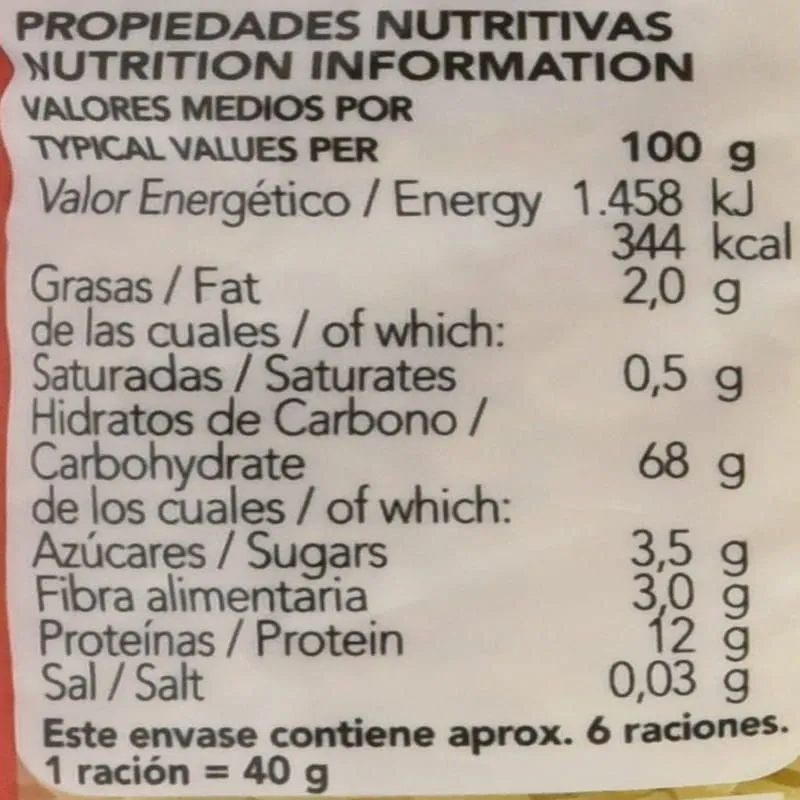 PROPIEDADES NUTRITIVAS
NUTRITION INFORMATION
VALORES MEDIOS POR
TYPICAL VALUES PER 100 g
Valor Energético / Energy 1.458 kJ
344 kcal
Grasas / Fat 2,0 g
de las cuales / of which:
Saturadas / Saturates 0,5 g
Hidratos de Carbono /
Carbohydrate 68 g
de los cuales / of which:
Azúcares / Sugars 3,5 g
Fibra alimentaria 3,0 g
Proteínas / Protein 12 g
Sal / Salt 0,03 g
Este envase contiene aprox. 6 raciones.
1 ración = 40 g